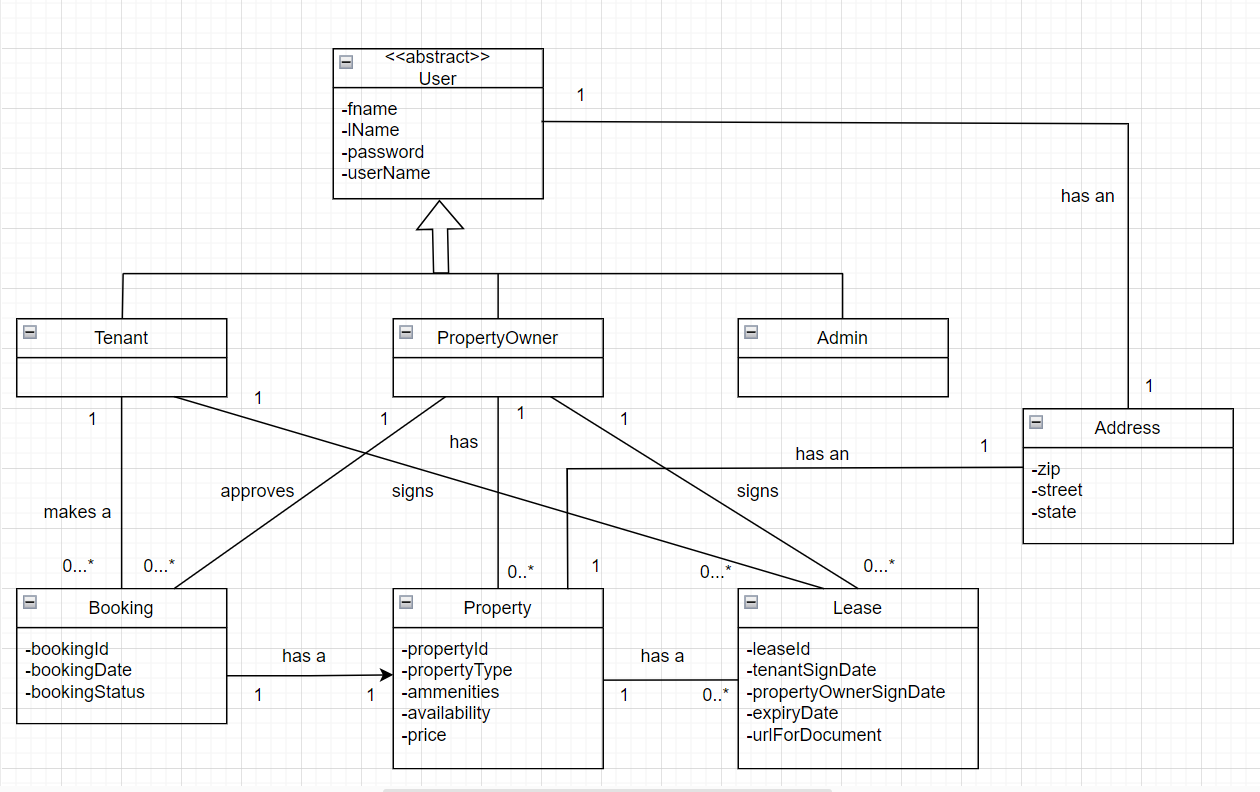 <<abstract>>
User
-fname
-lName
-password
-userName
1
has an
Tenant
PropertyOwner
Admin
1
1
1
1
1
1
Address
-zip
-street
-state
has
has an
1
approves
signs
signs
makes a
0...*
0...*
0..*
1
0...*
0...*
Booking
-bookingId
-bookingDate
-bookingStatus
has a
1
1
Property
-propertyId
-propertyType
-ammenities
-availability
-price
has a
1
0..*
Lease
-leaseId
-tenantSignDate
-propertyOwnerSignDate
-expiryDate
-urlForDocument